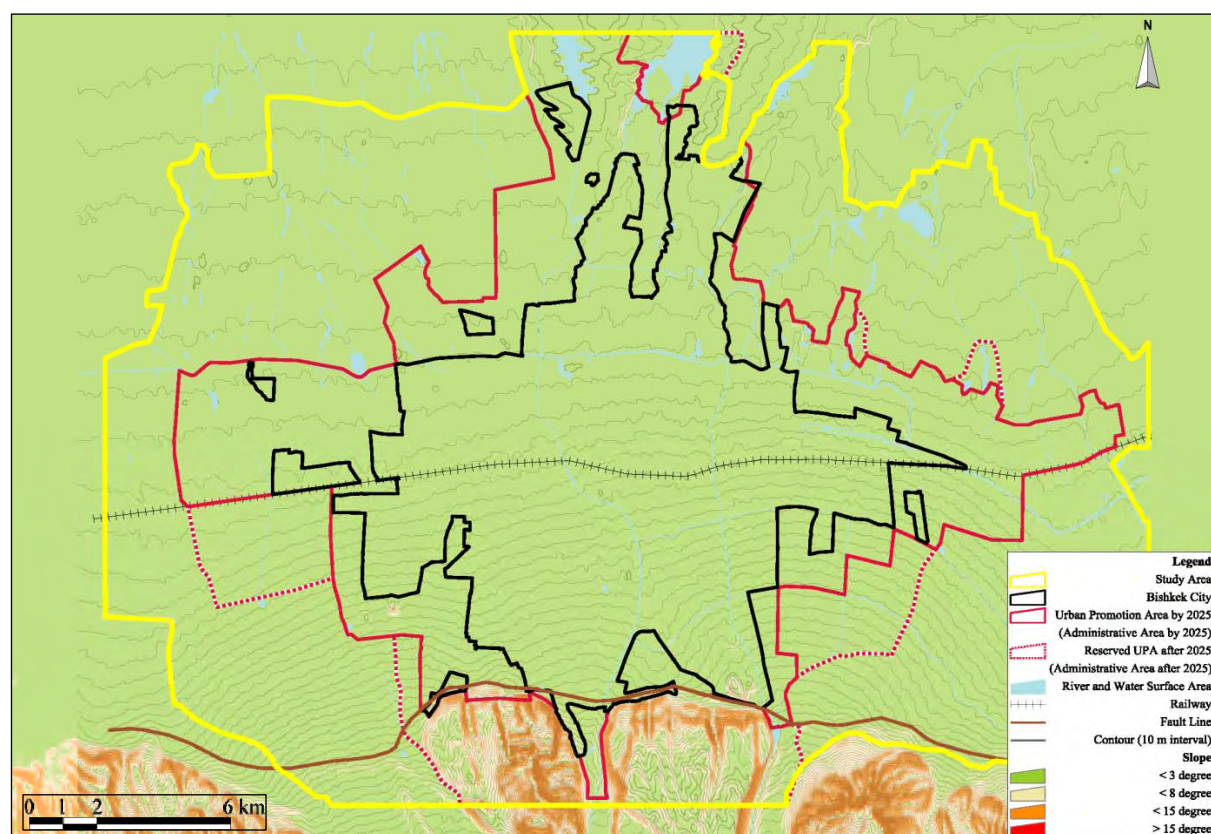 N
Legend
Study Area
Bishkek City
Urban Promotion Area by 2025
(Administrative Area by 2025)
Reserved UPA after 2025
(Administrative Area after 2025)
River and Water Surface Area
Railway
Fault Line
Contour (10 m interval)
Slope
< 3 degree
< 8 degree
< 15 degree
> 15 degree
0 1 2 6 km